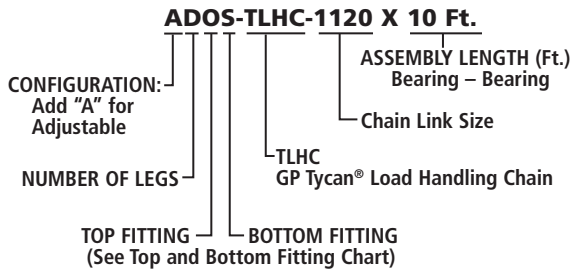 ADOS-TLHC-1120 X 10 Ft.
ASSEMBLY LENGTH (Ft.)
Bearing – Bearing
CONFIGURATION:
Add “A” for
Adjustable
Chain Link Size
TLHC
GP Tycan® Load Handling Chain
NUMBER OF LEGS
TOP FITTING
BOTTOM FITTING
(See Top and Bottom Fitting Chart)